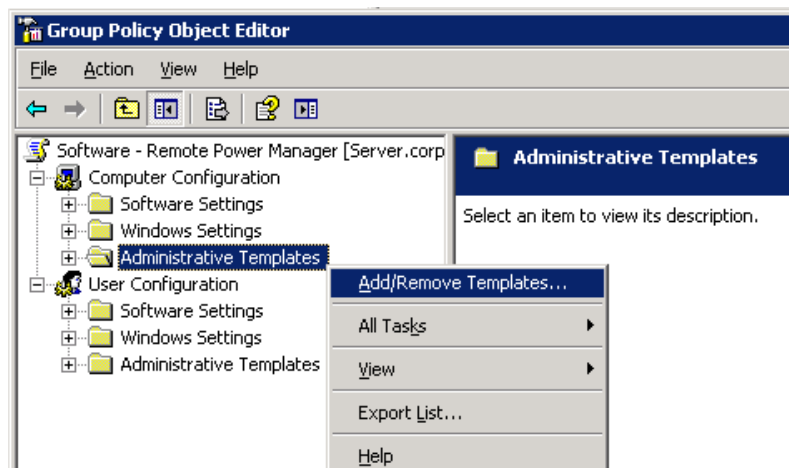 Group Policy Object Editor
File Action View Help
Software - Remote Power Manager [Server.corp
Computer Configuration
Software Settings
Windows Settings
Administrative Templates
User Configuration
Software Settings
Windows Settings
Administrative Templates
Administrative Templates
Select an item to view its description.
Add/Remove Templates...
All Tasks
View
Export List...
Help